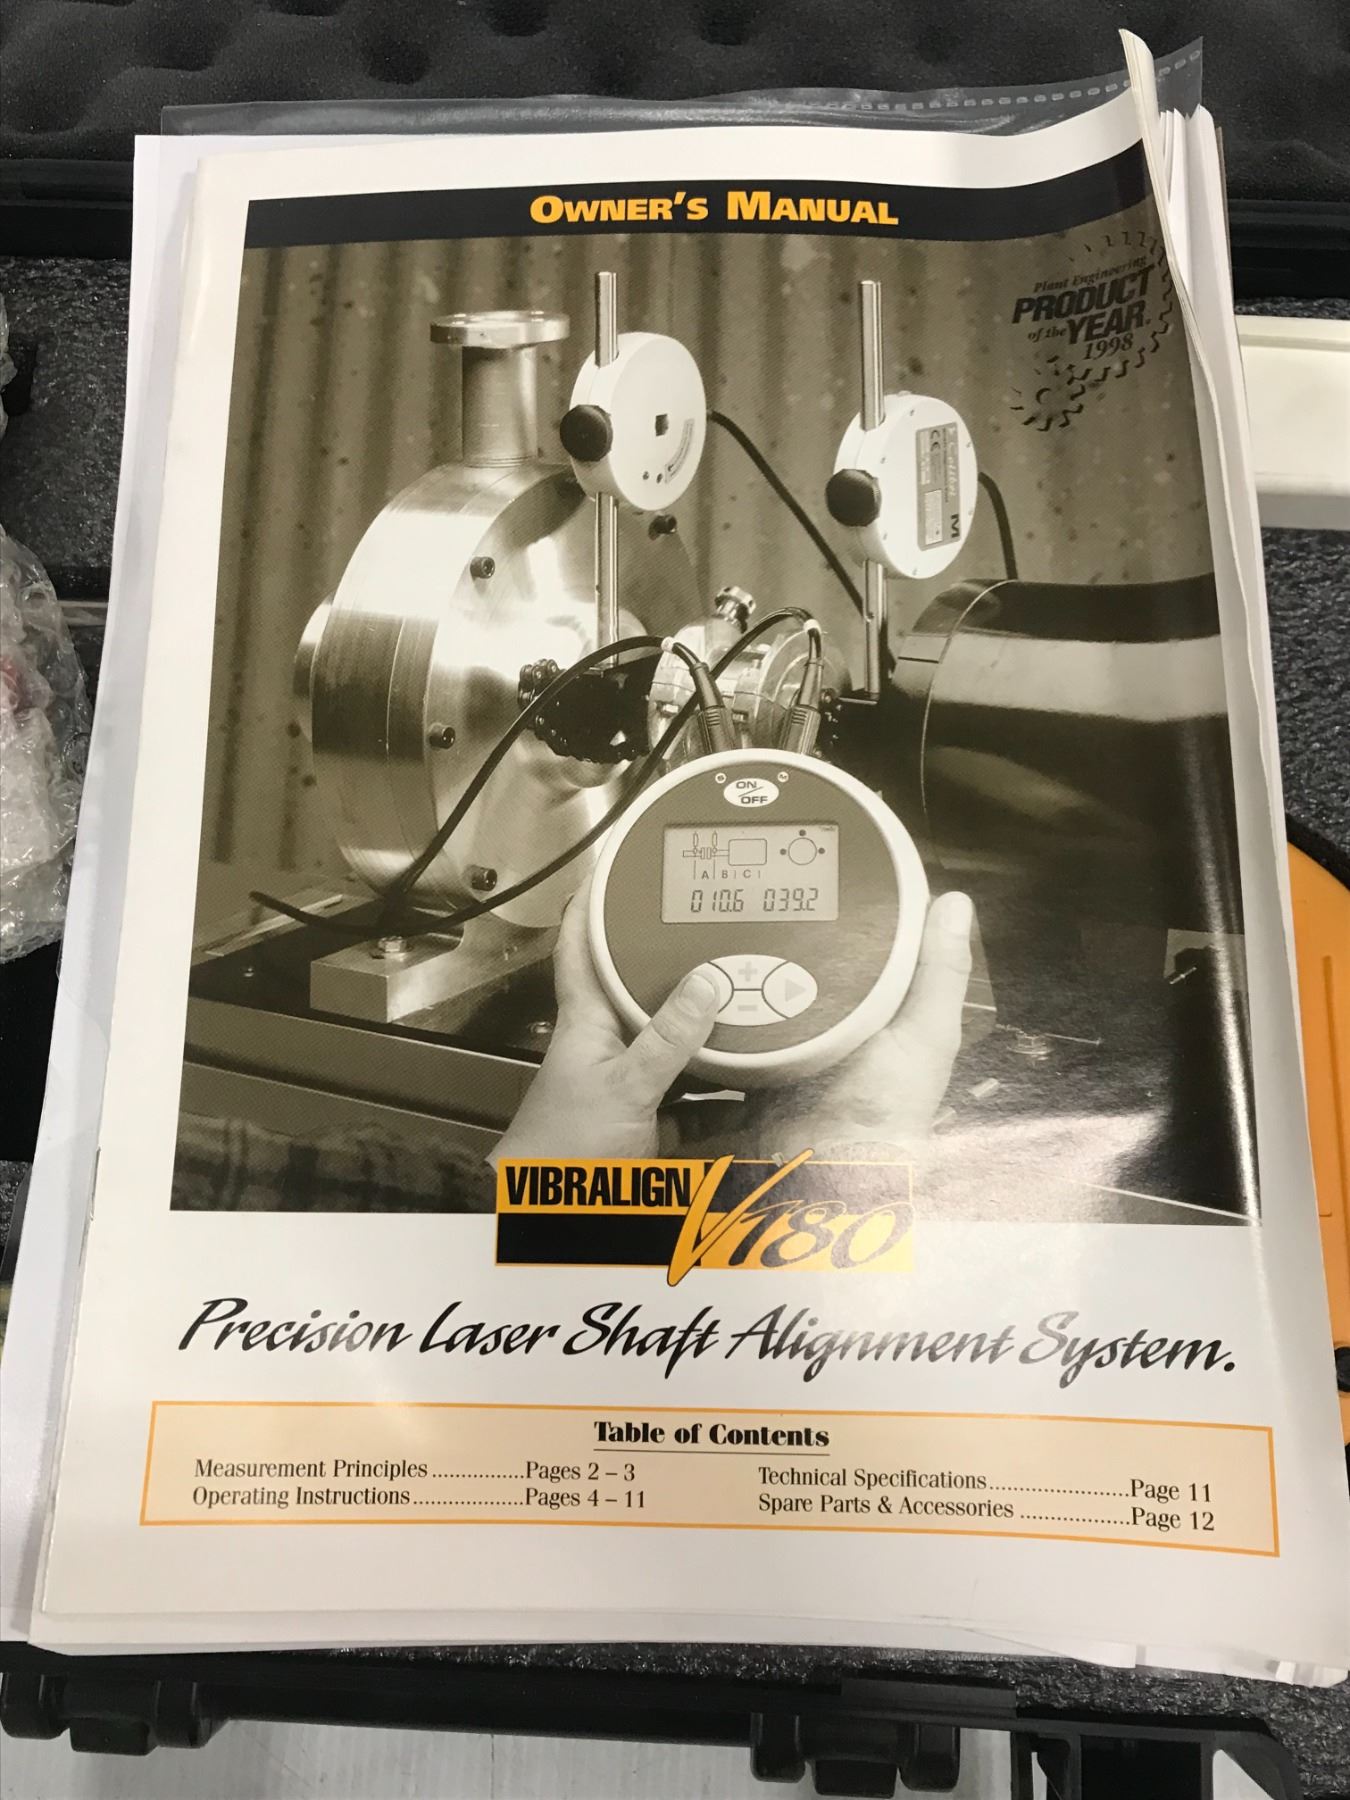 OWNER'S MANUAL
Plant Engineering
PRODUCT
of the YEAR
1998
ON
OFF
A B C
010.6 039.2
+
-
VIBRALIGN V180
Precision Laser Shaft Alignment System.
Table of Contents
Measurement Principles ................Pages 2 – 3
Operating Instructions...................Pages 4 – 11
Technical Specifications.......................Page 11
Spare Parts & Accessories ..................Page 12